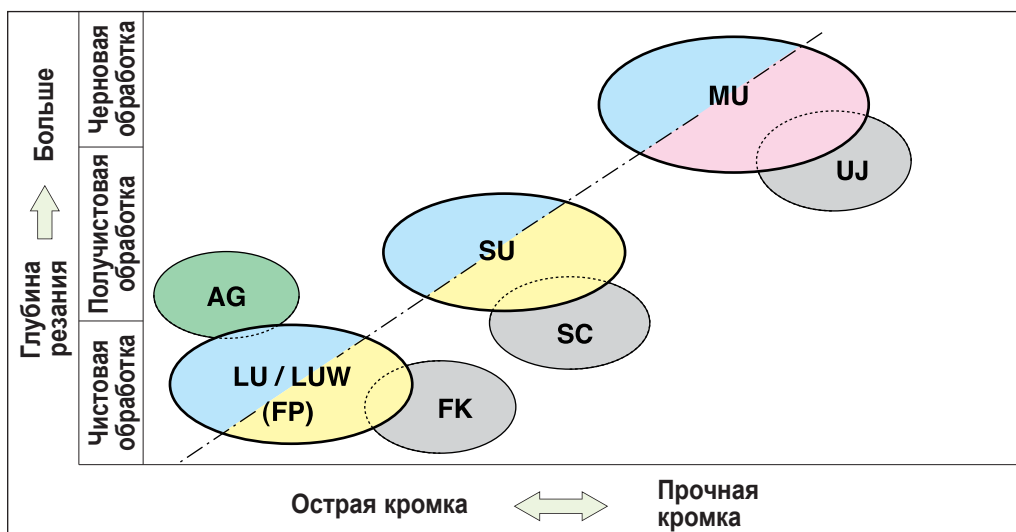 Глубина
резания
Больше
Черновая
обработка
Получистовая
обработка
Чистовая
обработка
MU
UJ
SU
AG
SC
LU / LUW
(FP)
FK
Острая кромка
Прочная
кромка